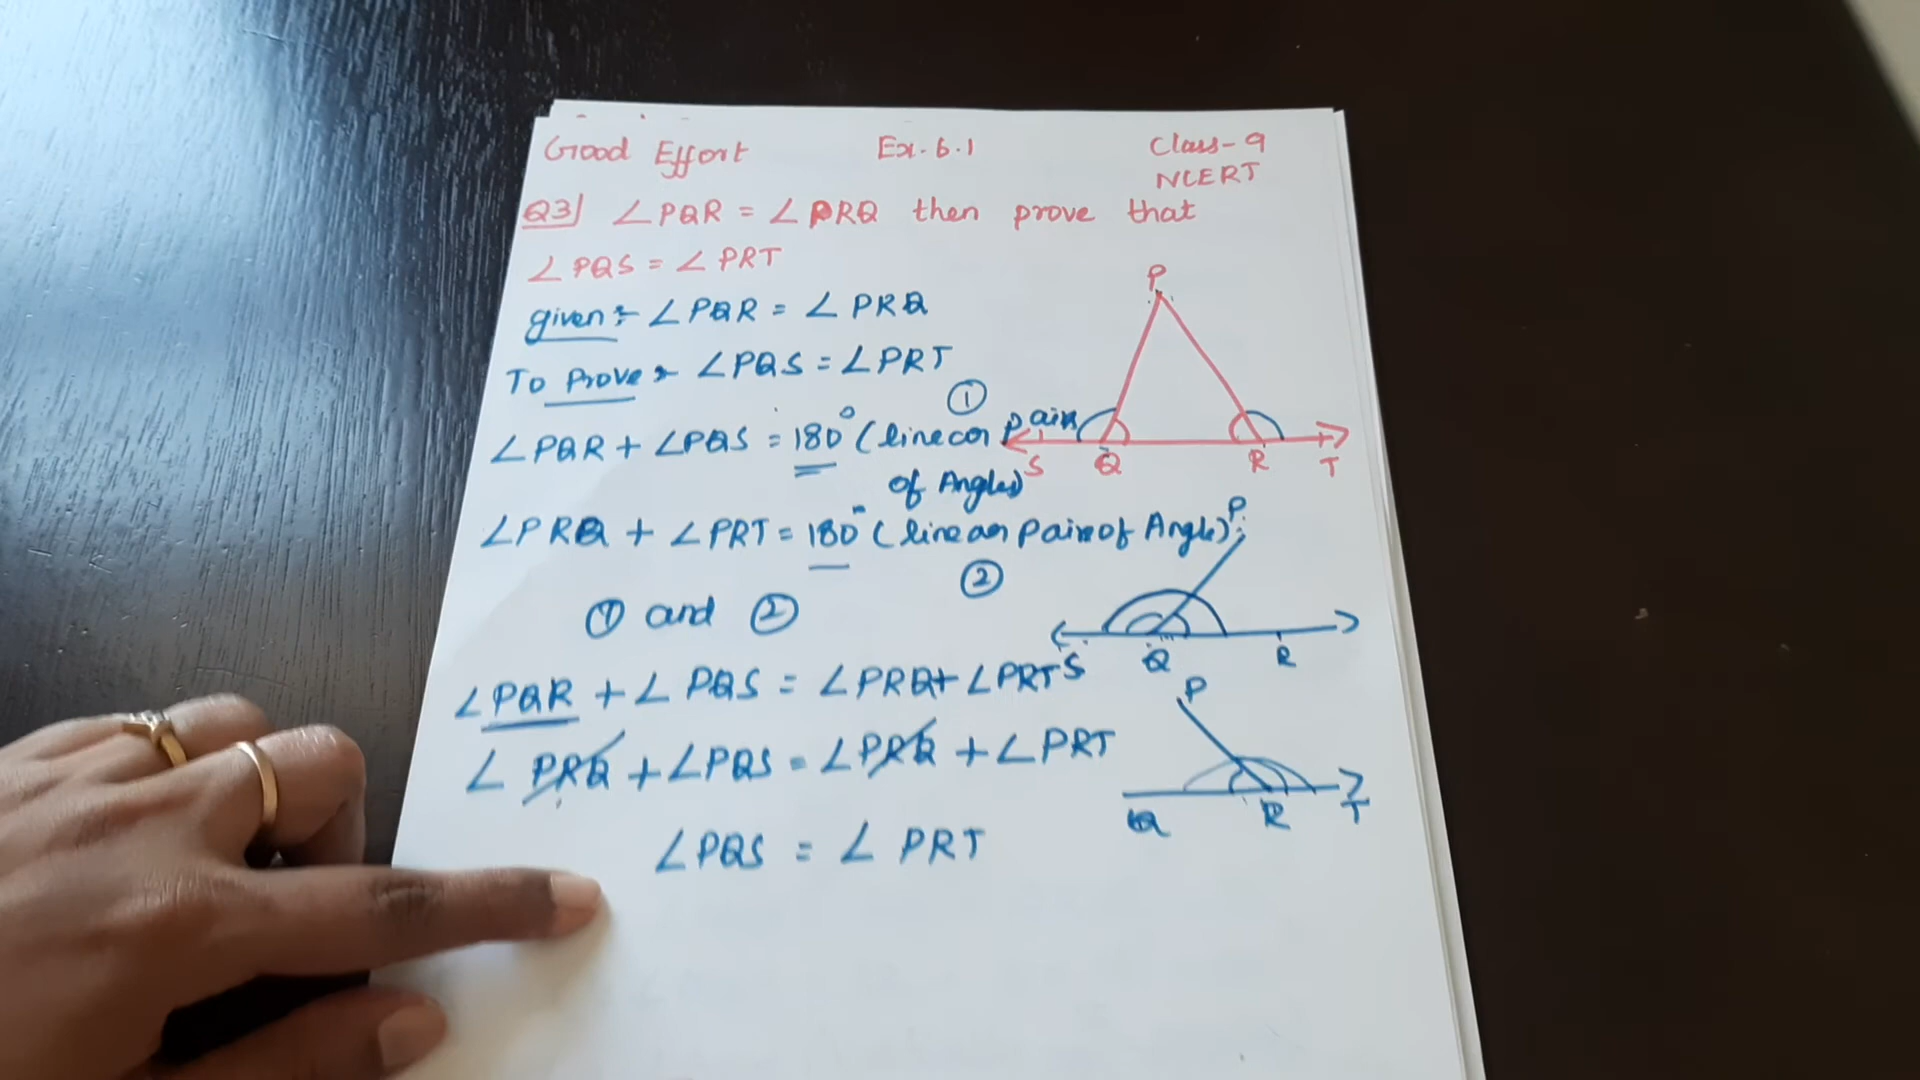 Good Effort Ex. 6.1 Class-9
NCERT
Q3) ∠PQR = ∠PRQ then prove that
∠PQS = ∠PRT
given :- ∠PQR = ∠PRQ
To Prove :- ∠PQS = ∠PRT
∠PQR + ∠PQS = 180° (linear pair ①
of Angles)
∠PRQ + ∠PRT = 180° (linear pair of Angle)
②
① and ②
∠PQR + ∠PQS = ∠PRQ + ∠PRT
∠PRQ + ∠PQS = ∠PRQ + ∠PRT
∠PQS = ∠PRT
P
S Q R T
P
S Q R
P
Q R T